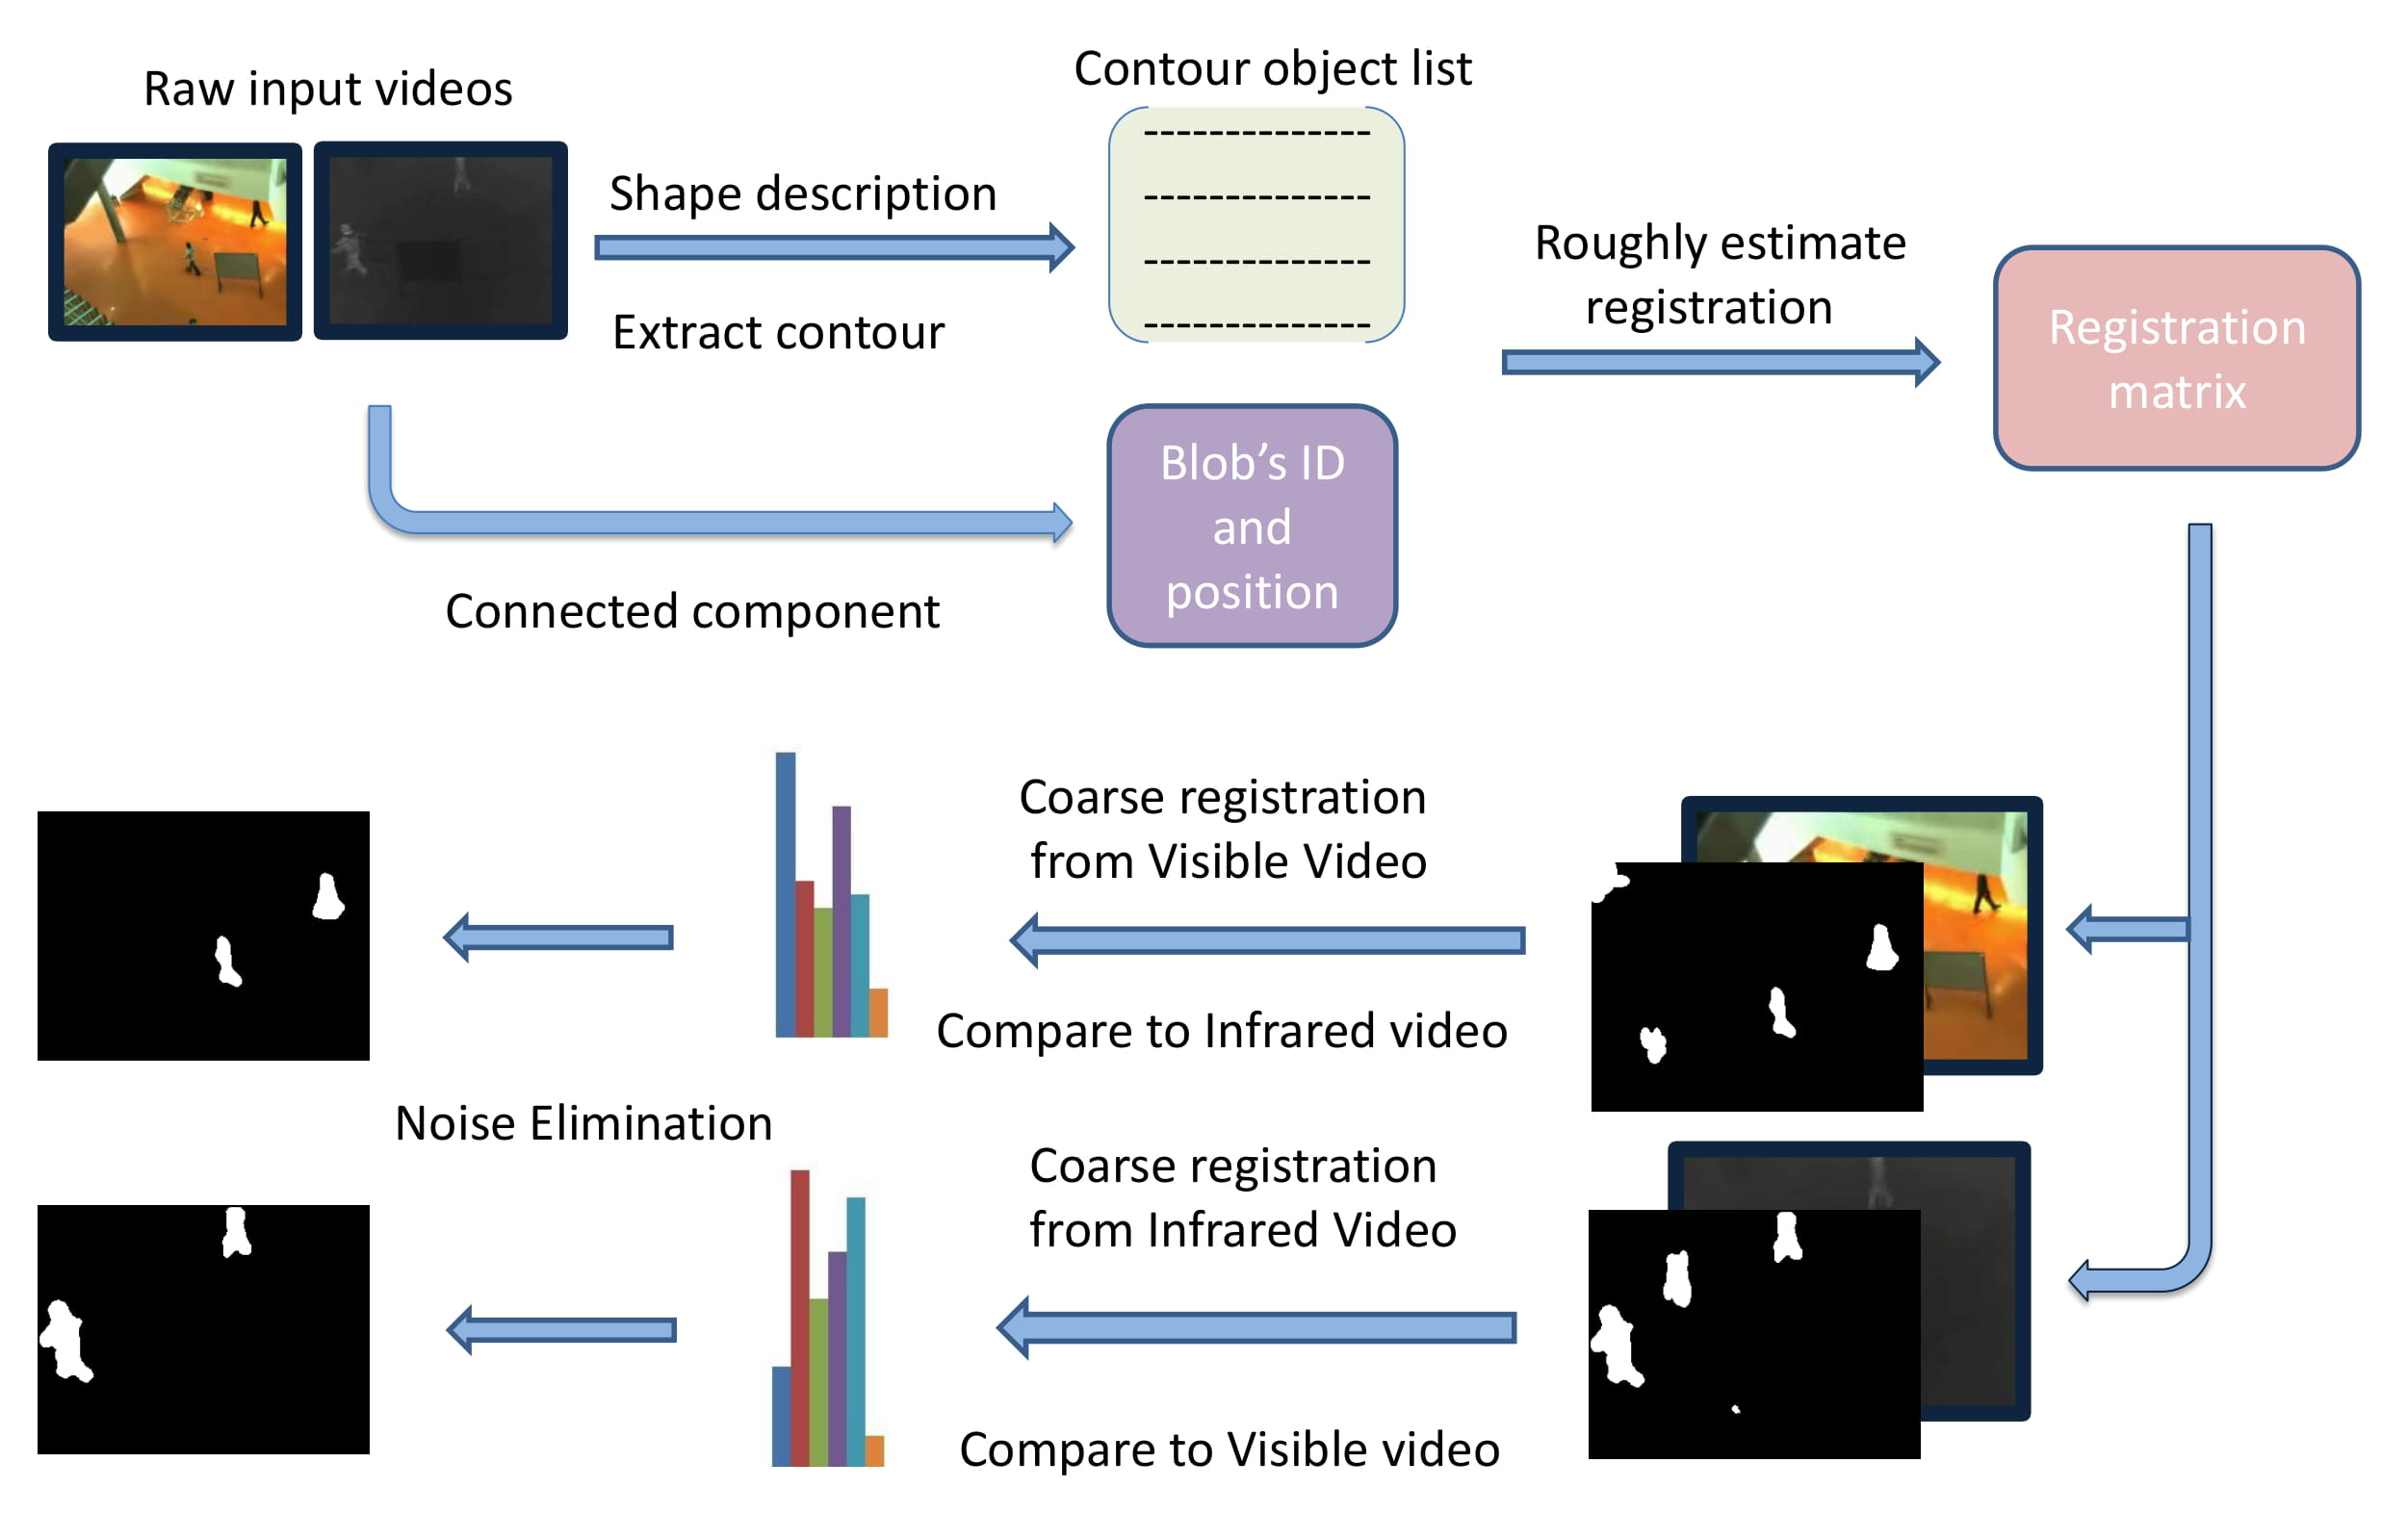 Raw input videos
Contour object list
Shape description
Extract contour
Roughly estimate
registration
Registration
matrix
Blob’s ID
and
position
Connected component
Coarse registration
from Visible Video
Compare to Infrared video
Noise Elimination
Coarse registration
from Infrared Video
Compare to Visible video